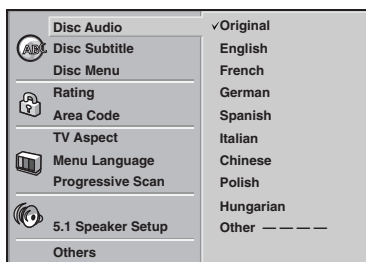 Disc Audio
Disc Subtitle
Disc Menu
Rating
Area Code
TV Aspect
Menu Language
Progressive Scan
5.1 Speaker Setup
Others
✓Original
English
French
German
Spanish
Italian
Chinese
Polish
Hungarian
Other — — — —
ABC